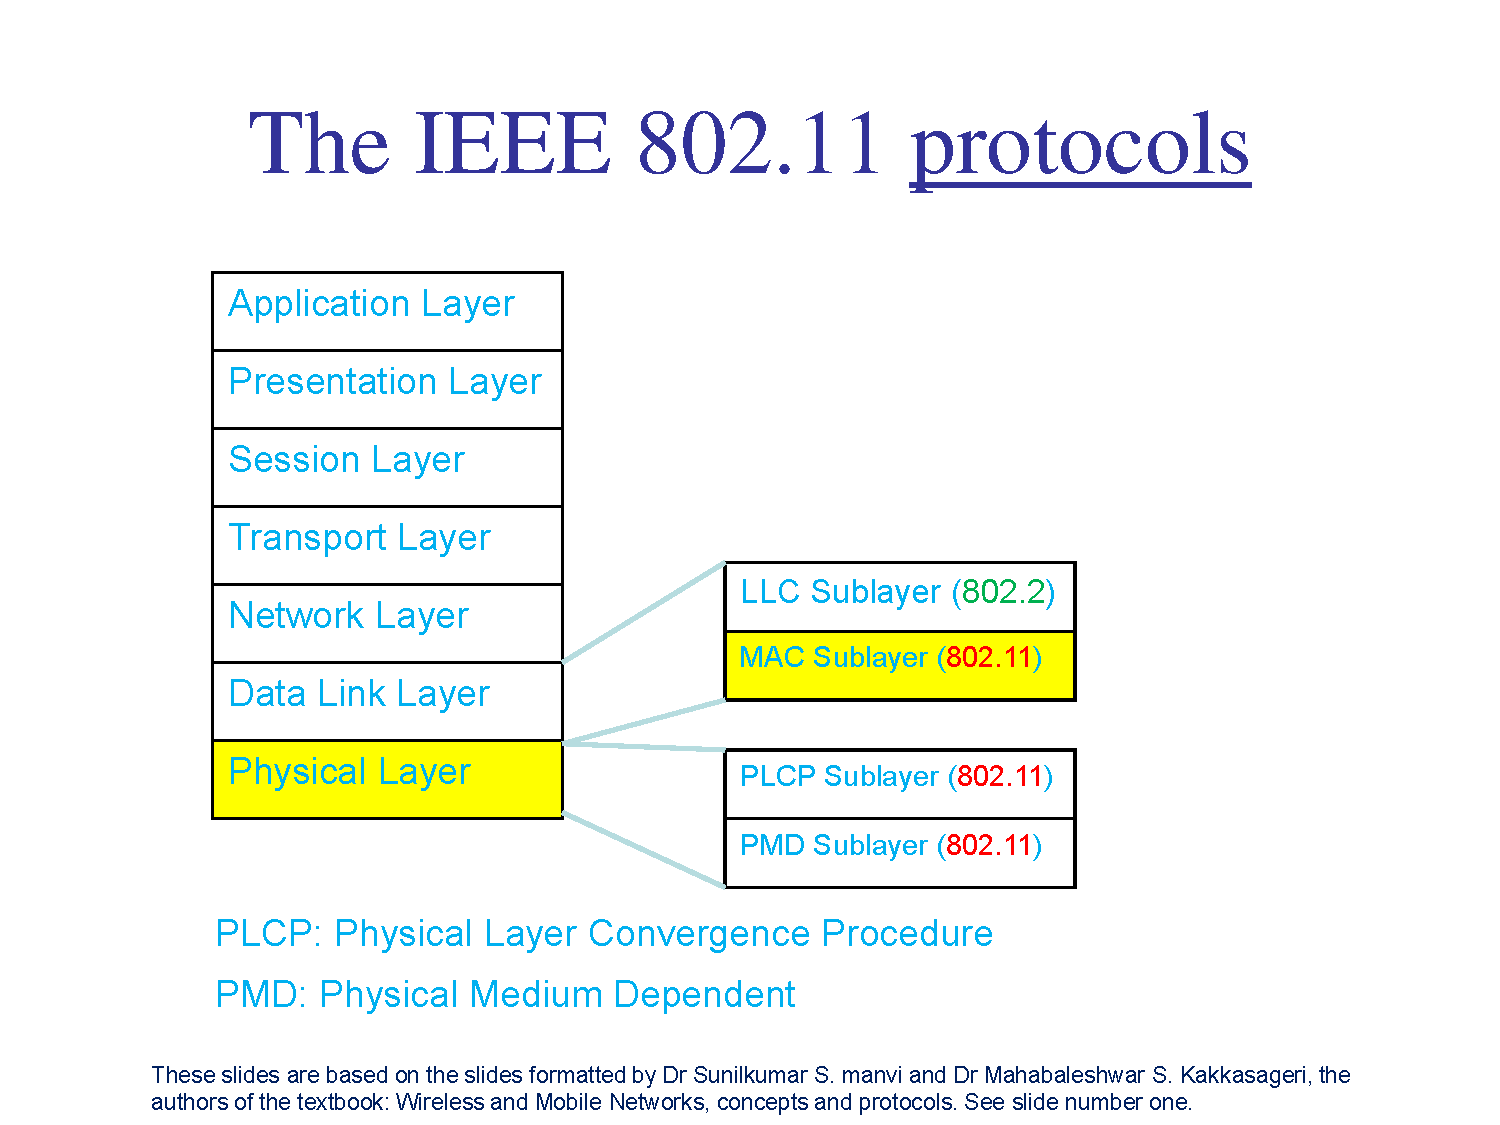 The IEEE 802.11 protocols
Application Layer
Presentation Layer
Session Layer
Transport Layer
Network Layer
Data Link Layer
Physical Layer
LLC Sublayer (802.2)
MAC Sublayer (802.11)
PLCP Sublayer (802.11)
PMD Sublayer (802.11)
PLCP: Physical Layer Convergence Procedure
PMD: Physical Medium Dependent
These slides are based on the slides formatted by Dr Sunilkumar S. manvi and Dr Mahabaleshwar S. Kakkasageri, the
authors of the textbook: Wireless and Mobile Networks, concepts and protocols. See slide number one.